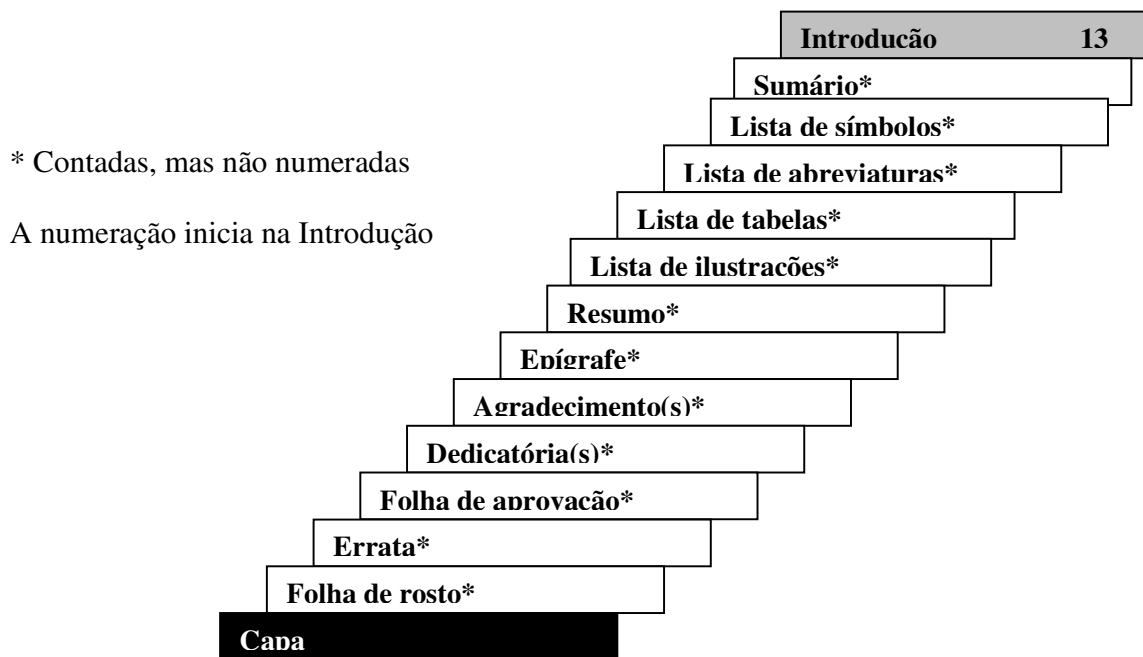 Introdução 13
Sumário*
Lista de símbolos*
* Contadas, mas não numeradas
Lista de abreviaturas*
Lista de tabelas*
A numeração inicia na Introdução
Lista de ilustrações*
Resumo*
Epígrafe*
Agradecimento(s)*
Dedicatória(s)*
Folha de aprovação*
Errata*
Folha de rosto*
Capa